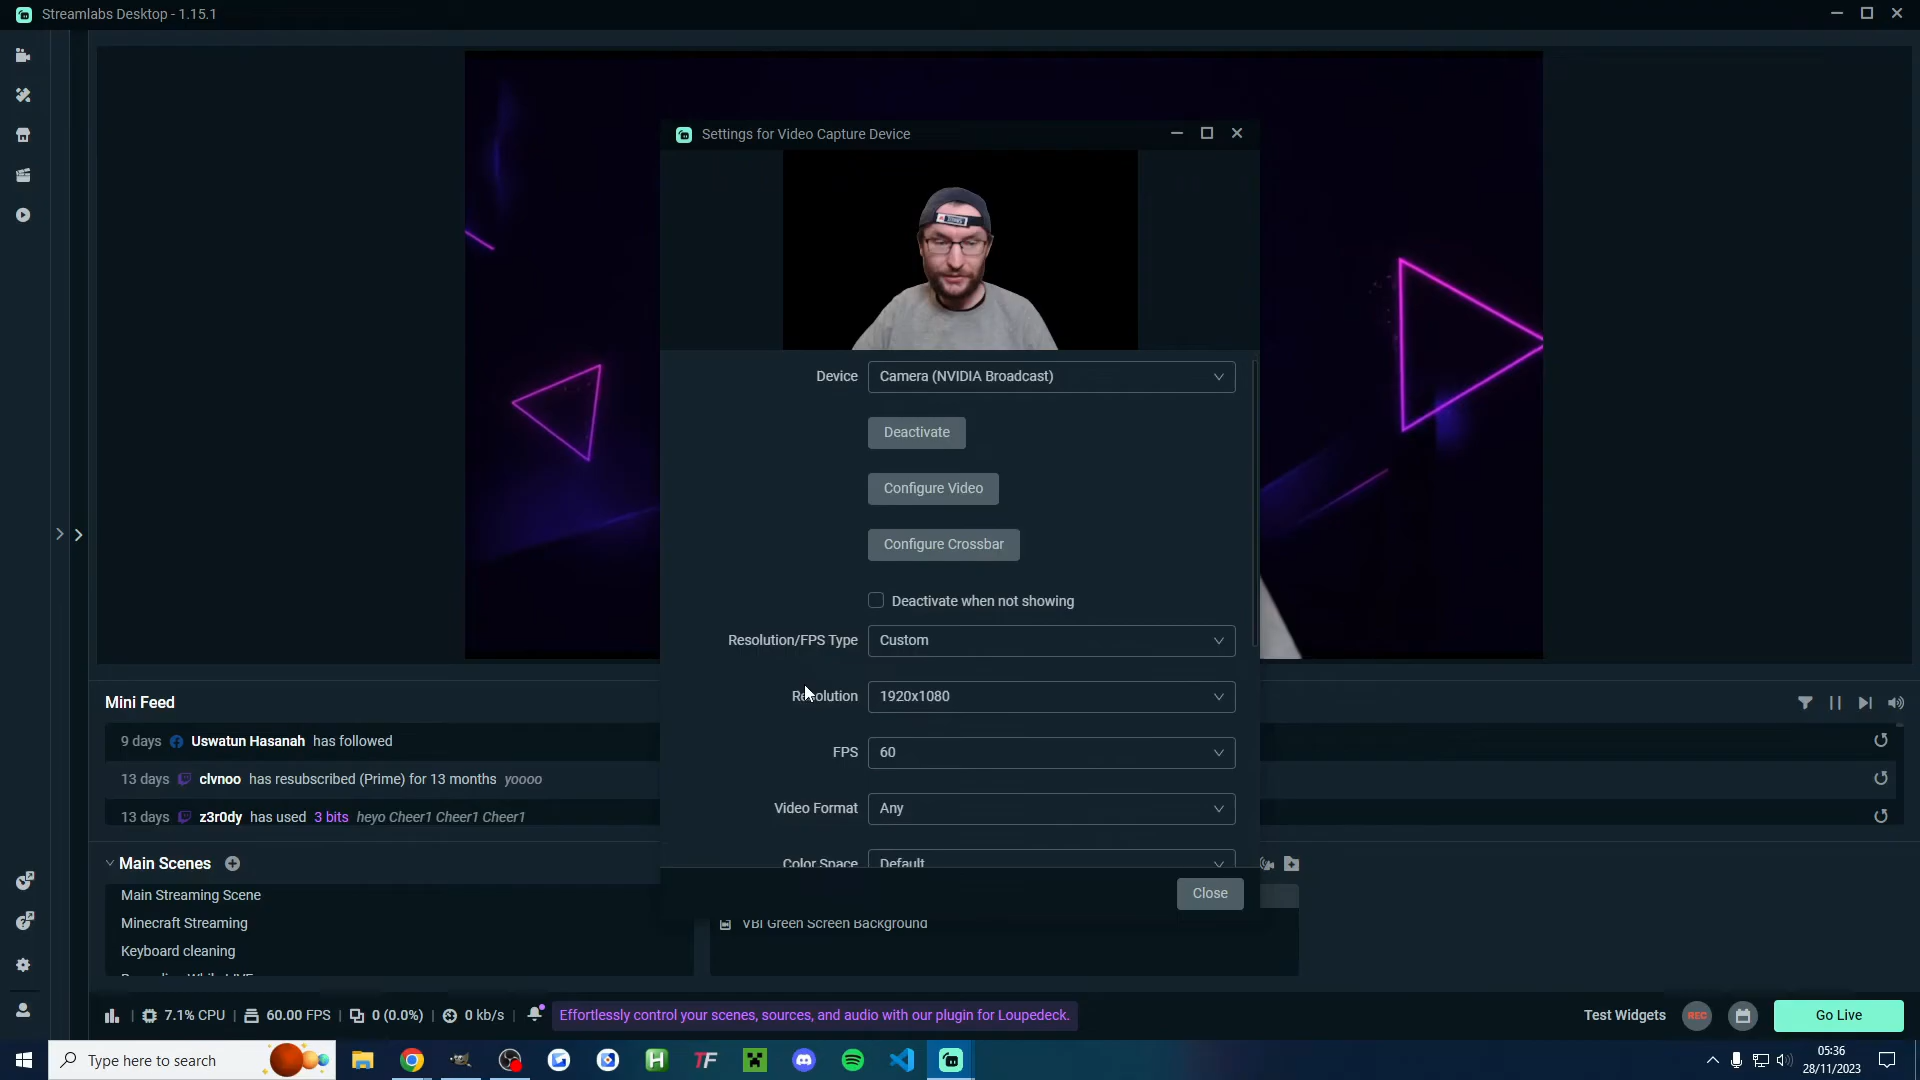 Streamlabs Desktop - 1.15.1
Settings for Video Capture Device
Device
Camera (NVIDIA Broadcast)
Deactivate
Configure Video
Configure Crossbar
Deactivate when not showing
Resolution/FPS Type
Custom
Resolution
1920x1080
FPS
60
Video Format
Any
Color Space
Default
Close
Mini Feed
9 days Uswatun Hasanah has followed
13 days clvnoo has resubscribed (Prime) for 13 months yoooo
13 days z3r0dy has used 3 bits heyo Cheer1 Cheer1 Cheer1
Main Scenes
Main Streaming Scene
Minecraft Streaming
Keyboard cleaning
Recording While LIVE
VBI Green Screen Background
7.1% CPU
60.00 FPS
0 (0.0%)
0 kb/s
Effortlessly control your scenes, sources, and audio with our plugin for Loupedeck.
Test Widgets
REC
Go Live
Type here to search
H
TF
05:36
28/11/2023